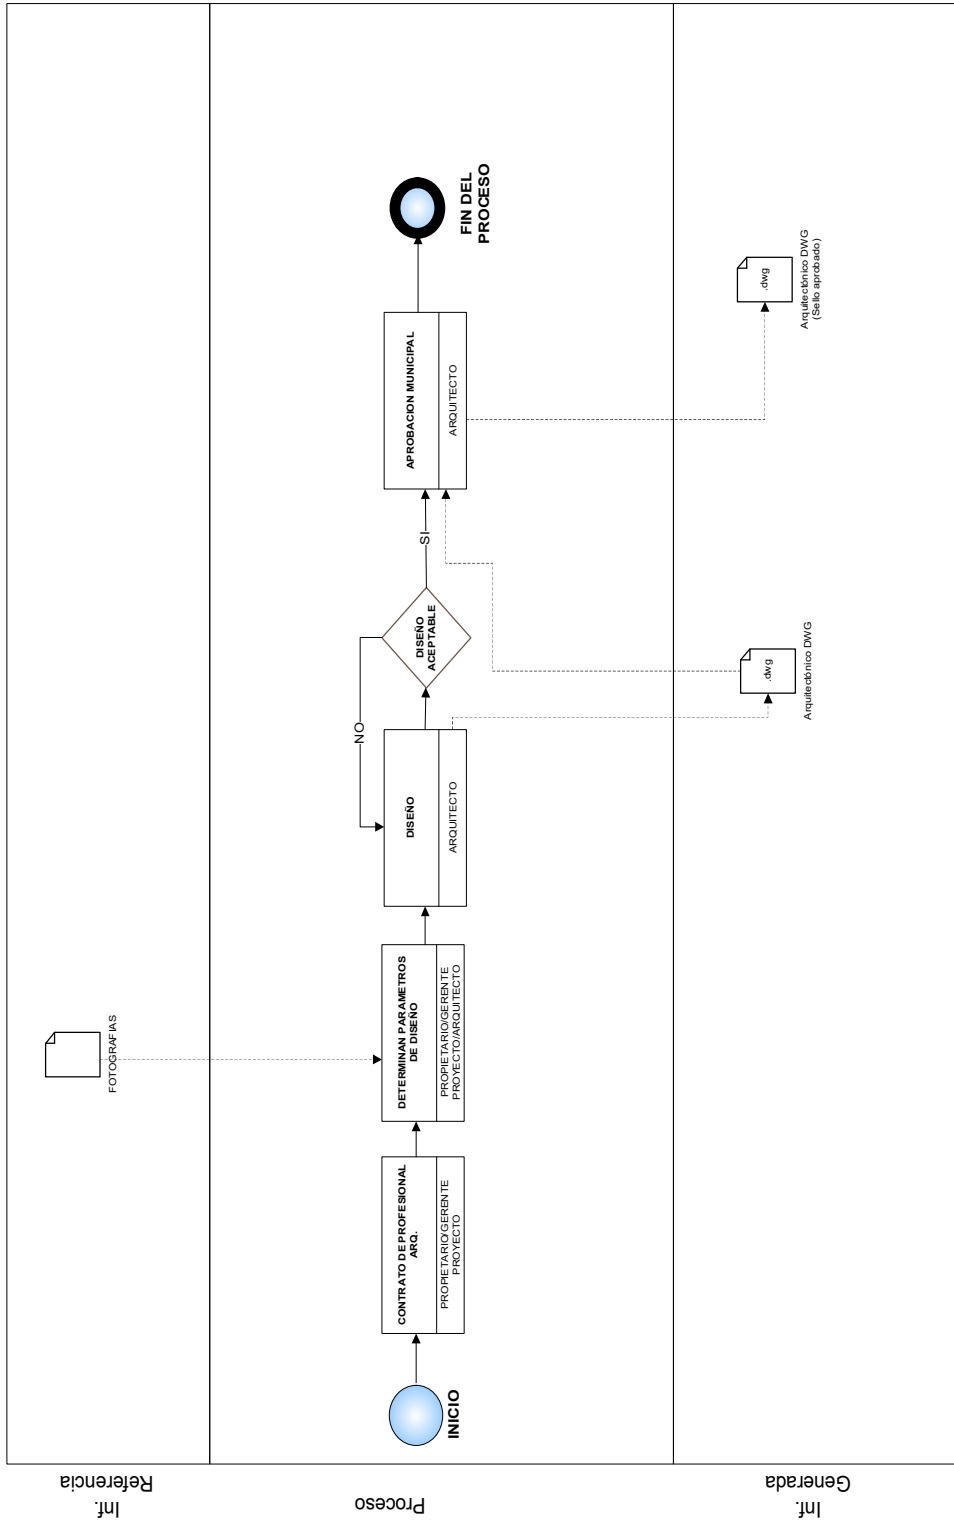 Inf.
Referencia
FOTOGRAFIAS
Proceso
INICIO
CONTRATO DE PROFESIONAL
ARQ.
PROPIETARIO/GERENTE
PROYECTO
DETERMINAN PARAMETROS
DE DISEÑO
PROPIETARIO/GERENTE
PROYECTO/ARQUITECTO
DISEÑO
ARQUITECTO
NO
DISEÑO
ACEPTABLE
SI
APROBACION MUNICIPAL
ARQUITECTO
FIN DEL
PROCESO
Inf.
Generada
.dwg
Arquitectónico DWG
.dwg
Arquitectónico DWG
(Sello aprobado)